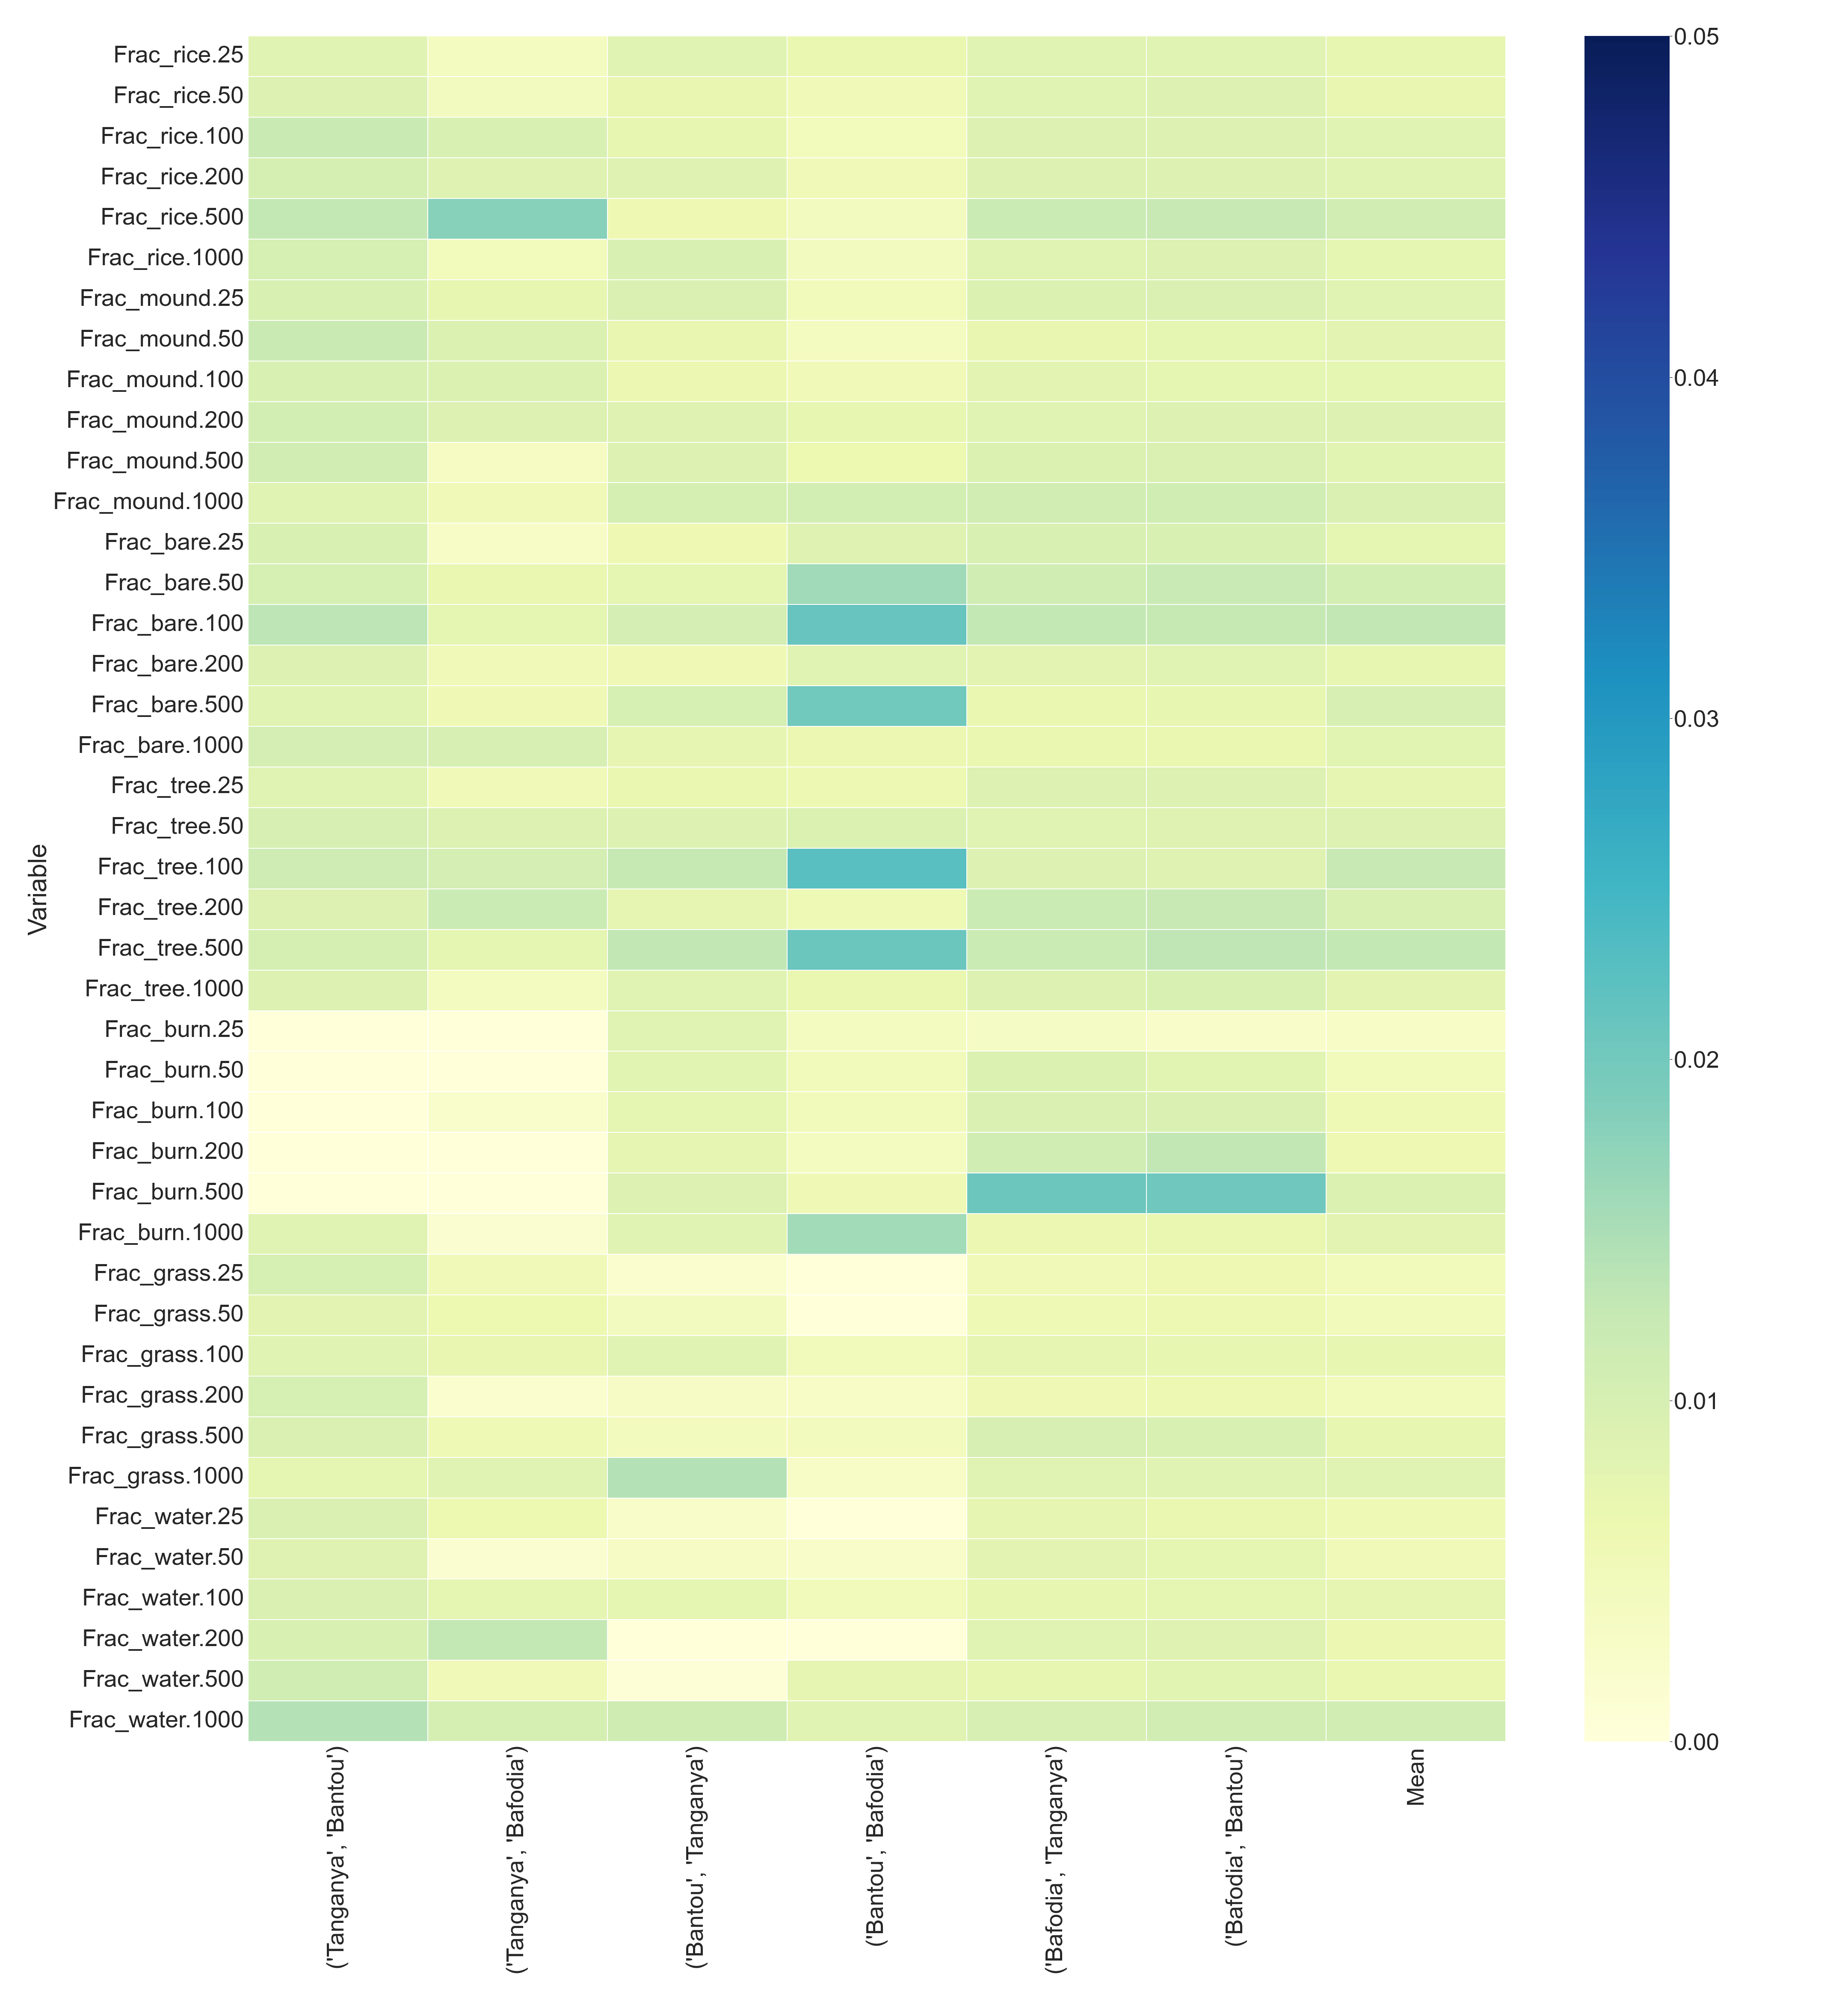 Variable
Frac_rice.25
Frac_rice.50
Frac_rice.100
Frac_rice.200
Frac_rice.500
Frac_rice.1000
Frac_mound.25
Frac_mound.50
Frac_mound.100
Frac_mound.200
Frac_mound.500
Frac_mound.1000
Frac_bare.25
Frac_bare.50
Frac_bare.100
Frac_bare.200
Frac_bare.500
Frac_bare.1000
Frac_tree.25
Frac_tree.50
Frac_tree.100
Frac_tree.200
Frac_tree.500
Frac_tree.1000
Frac_burn.25
Frac_burn.50
Frac_burn.100
Frac_burn.200
Frac_burn.500
Frac_burn.1000
Frac_grass.25
Frac_grass.50
Frac_grass.100
Frac_grass.200
Frac_grass.500
Frac_grass.1000
Frac_water.25
Frac_water.50
Frac_water.100
Frac_water.200
Frac_water.500
Frac_water.1000
('Tanganya', 'Bantou')
('Tanganya', 'Bafodia')
('Bantou', 'Tanganya')
('Bantou', 'Bafodia')
('Bafodia', 'Tanganya')
('Bafodia', 'Bantou')
Mean
0.05
0.04
0.03
0.02
0.01
0.00